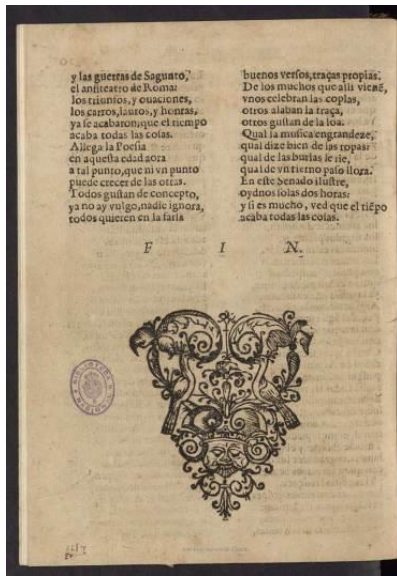 y las guerras de Sagunto,
el anfiteatro de Roma:
los triunfos, y ouaciones,
los carros, lauros, y honras,
ya se acabaron: que el tiempo
acaba todas las cosas.
Allega la Poesia
en aquesta edad aora
a tal punto, que ni vn punto
puede crecer de las otras.
Todos gustan de concepto,
ya no ay vulgo, nadie ignora,
todos quieren en la farsa
buenos versos, traças propias.
De los muchos que alli vienẽ,
vnos celebran las coplas,
otros alaban la traça,
otros gustan de la loa.
Qual la musica engrandeze,
qual dize bien de las ropas:
qual de las burlas se rie,
qual de vn tierno paso llora.
En este Senado ilustre,
oydnos solas dos horas:
y si es mucho, ved que el tiẽpo
acaba todas las cosas.
F I N.